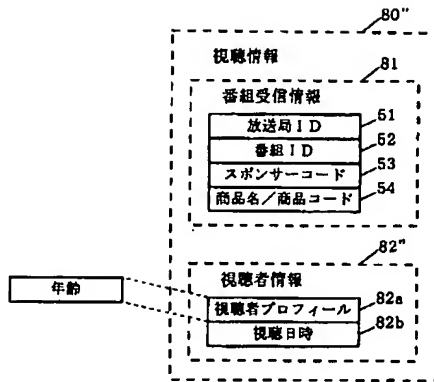 80"
視聴情報
81
番組受信情報
放送局ID
51
番組ID
52
スポンサーコード
53
商品名/商品コード
54
82"
視聴者情報
年齢
視聴者プロフィール
82a
視聴日時
82b